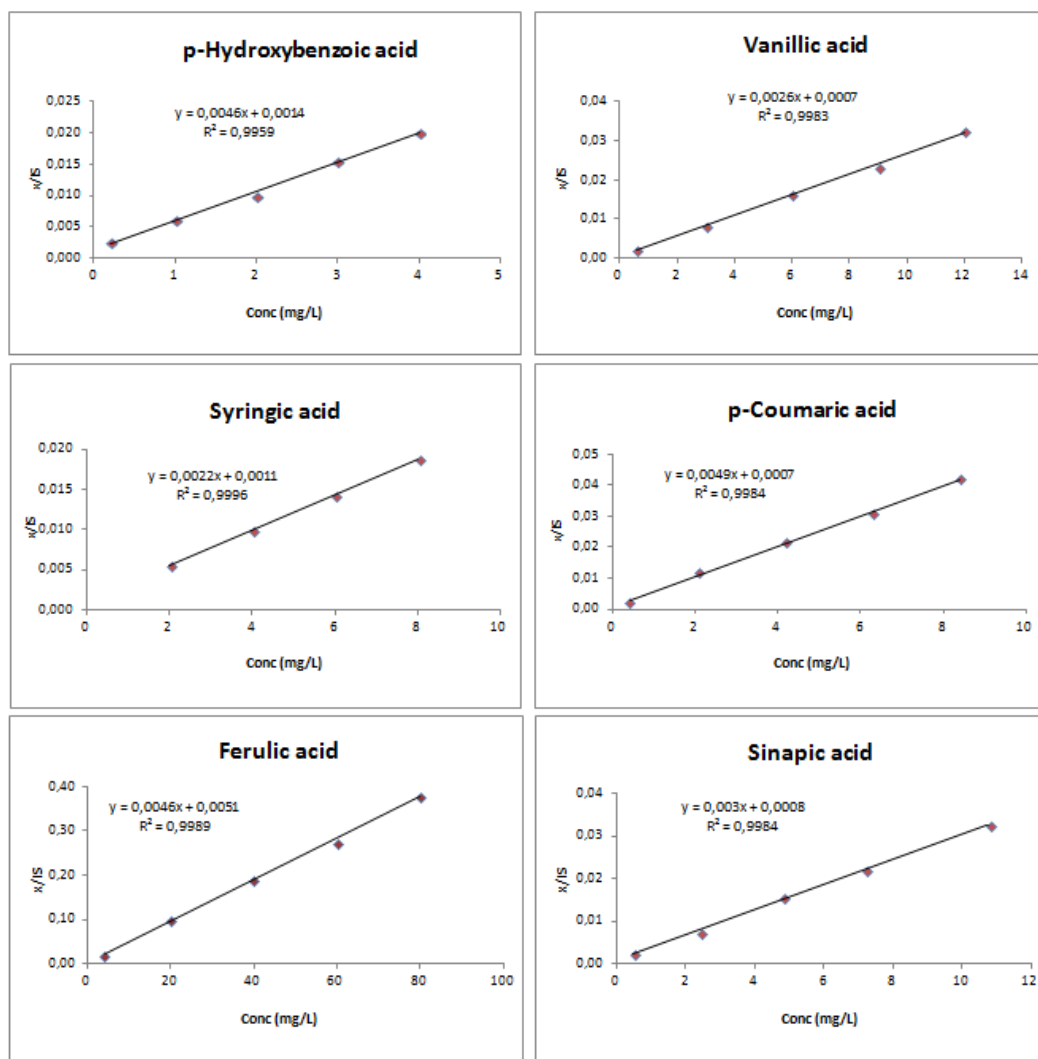 p-Hydroxybenzoic acid
y = 0,0046x + 0,0014
R² = 0,9959
0,025
0,020
0,015
0,010
0,005
0,000
x/IS
0 1 2 3 4 5
Conc (mg/L)
Vanillic acid
y = 0,0026x + 0,0007
R² = 0,9983
0,04
0,03
0,02
0,01
0,00
x/IS
0 2 4 6 8 10 12 14
Conc (mg/L)
Syringic acid
y = 0,0022x + 0,0011
R² = 0,9996
0,020
0,015
0,010
0,005
0,000
x/IS
0 2 4 6 8 10
Conc (mg/L)
p-Coumaric acid
y = 0,0049x + 0,0007
R² = 0,9984
0,05
0,04
0,03
0,02
0,01
0,00
x/IS
0 2 4 6 8 10
Conc (mg/L)
Ferulic acid
y = 0,0046x + 0,0051
R² = 0,9989
0,40
0,30
0,20
0,10
0,00
x/IS
0 20 40 60 80 100
Conc (mg/L)
Sinapic acid
y = 0,003x + 0,0008
R² = 0,9984
0,04
0,03
0,02
0,01
0,00
x/IS
0 2 4 6 8 10 12
Conc (mg/L)